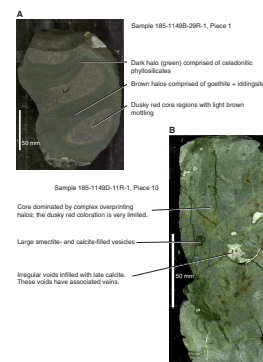 A
Sample 185-1149B-29R-1, Piece 1
Dark halo (green) comprised of celadonitic
phyllosilicates
Brown halos comprised of goethite + iddingsite
Dusky red core regions with light brown
mottling
50 mm
B
Sample 185-1149D-11R-1, Piece 10
Core dominated by complex overprinting
halos; the dusky red coloration is very limited.
Large smectite- and calcite-filled vesicles
Irregular voids infilled with late calcite.
These voids have associated veins.
50 mm